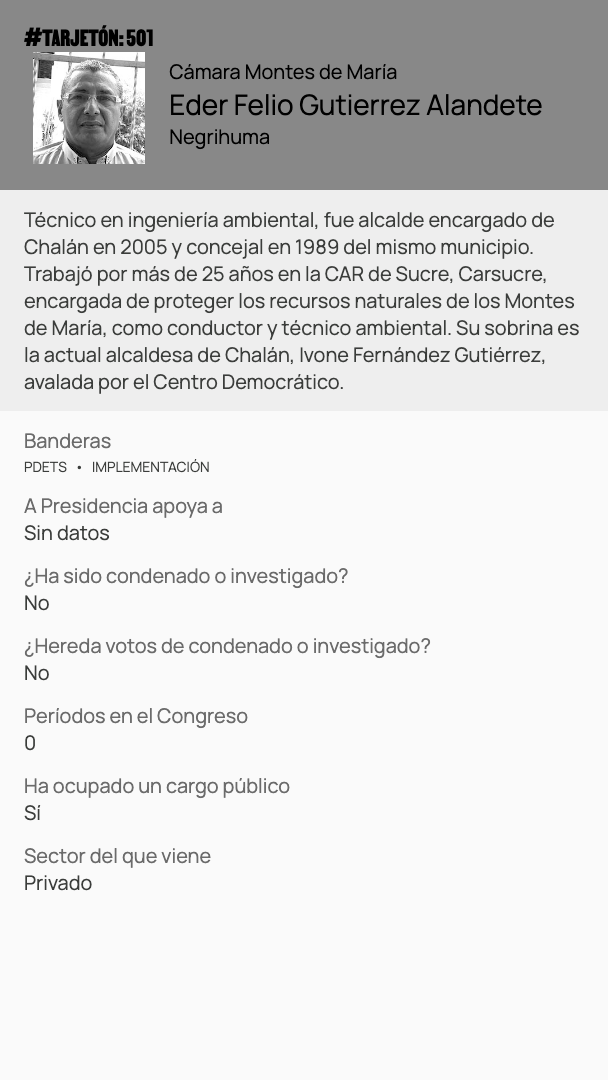 #TARJETÓN: 501
Cámara Montes de María
Eder Felio Gutierrez Alandete
Negrihuma
Técnico en ingeniería ambiental, fue alcalde encargado de
Chalán en 2005 y concejal en 1989 del mismo municipio.
Trabajó por más de 25 años en la CAR de Sucre, Carsucre,
encargada de proteger los recursos naturales de los Montes
de María, como conductor y técnico ambiental. Su sobrina es
la actual alcaldesa de Chalán, Ivone Fernández Gutiérrez,
avalada por el Centro Democrático.
Banderas
PDETS • IMPLEMENTACIÓN
A Presidencia apoya a
Sin datos
¿Ha sido condenado o investigado?
No
¿Hereda votos de condenado o investigado?
No
Períodos en el Congreso
0
Ha ocupado un cargo público
Sí
Sector del que viene
Privado